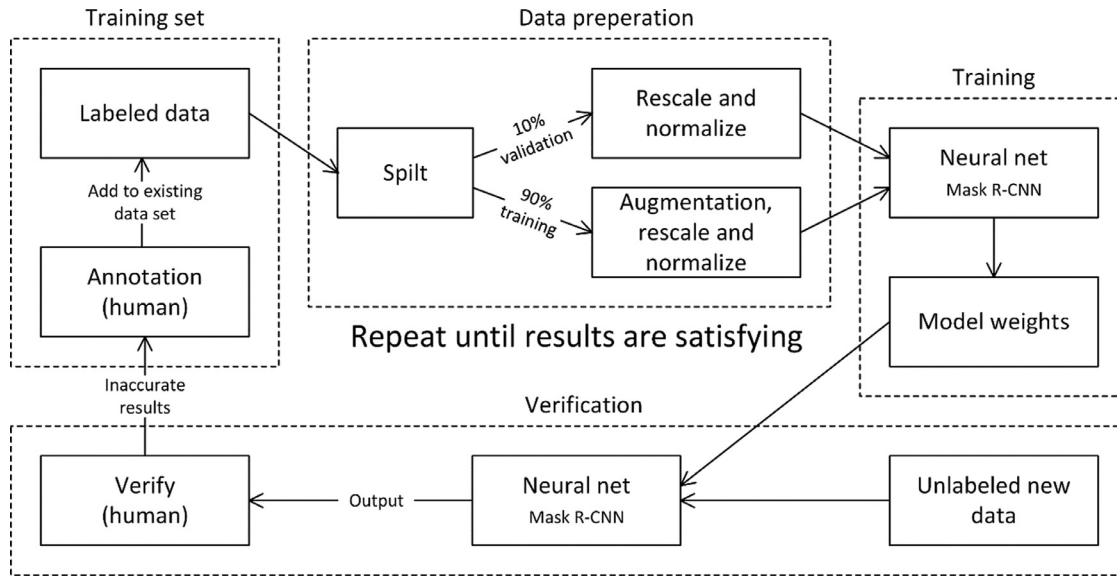 Training set
Labeled data
Add to existing
data set
Annotation
(human)
Inaccurate
results
Data preperation
Spilt
10%
validation
90%
training
Rescale and
normalize
Augmentation,
rescale and
normalize
Training
Neural net
Mask R-CNN
Model weights
Repeat until results are satisfying
Verification
Verify
(human)
Output
Neural net
Mask R-CNN
Unlabeled new
data